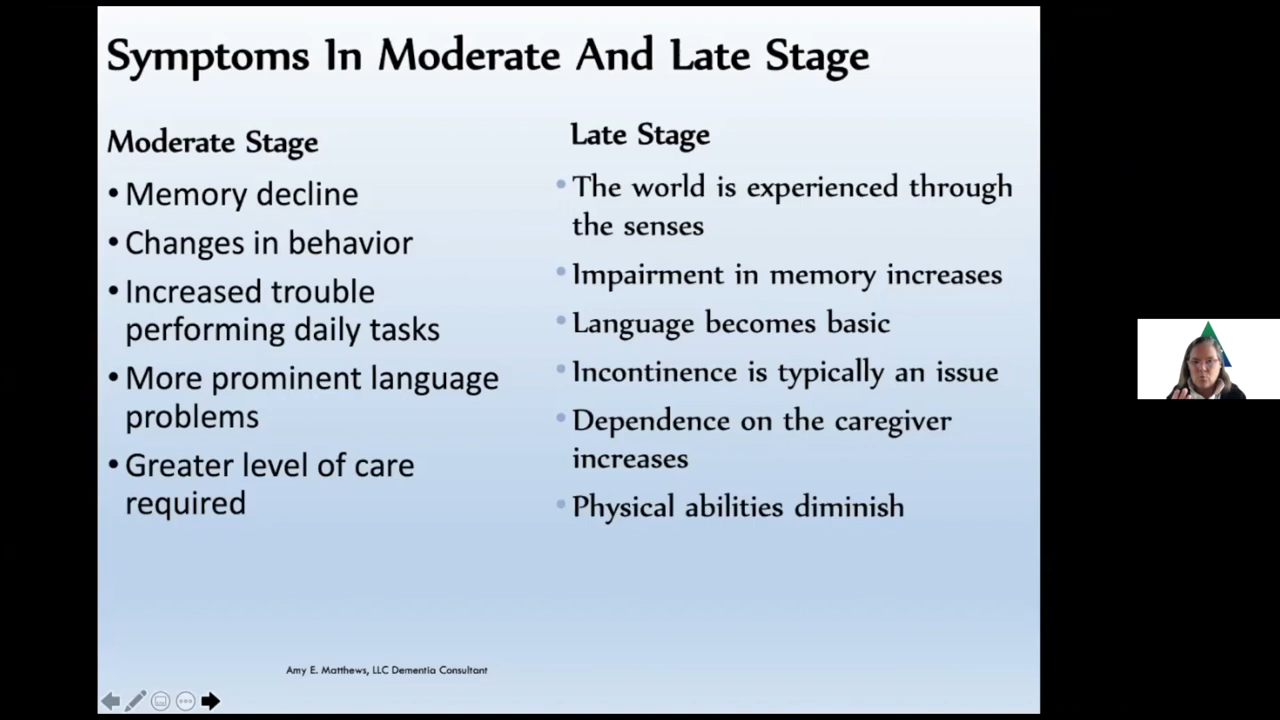 Symptoms In Moderate And Late Stage
Moderate Stage
• Memory decline
• Changes in behavior
• Increased trouble
performing daily tasks
• More prominent language
problems
• Greater level of care
required
Late Stage
• The world is experienced through
the senses
• Impairment in memory increases
• Language becomes basic
• Incontinence is typically an issue
• Dependence on the caregiver
increases
• Physical abilities diminish
Amy E. Matthews, LLC Dementia Consultant